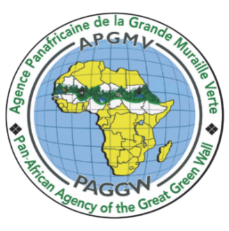 Agence Panafricaine de la Grande Muraille Verte
APGMV
PAGGW
Pan-African Agency of the Great Green Wall